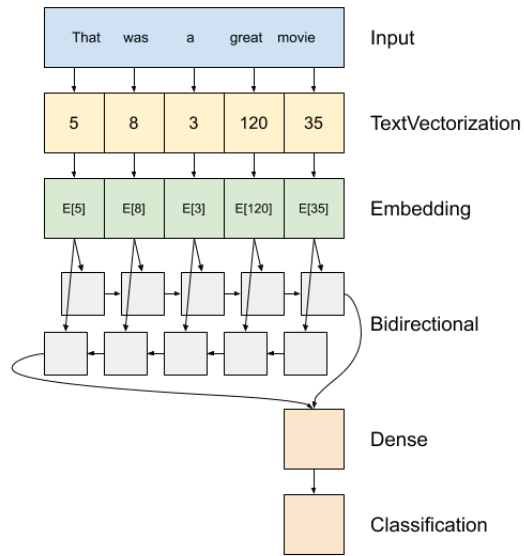 That was a great movie Input
5 8 3 120 35 TextVectorization
E[5] E[8] E[3] E[120] E[35] Embedding
Bidirectional
Dense
Classification